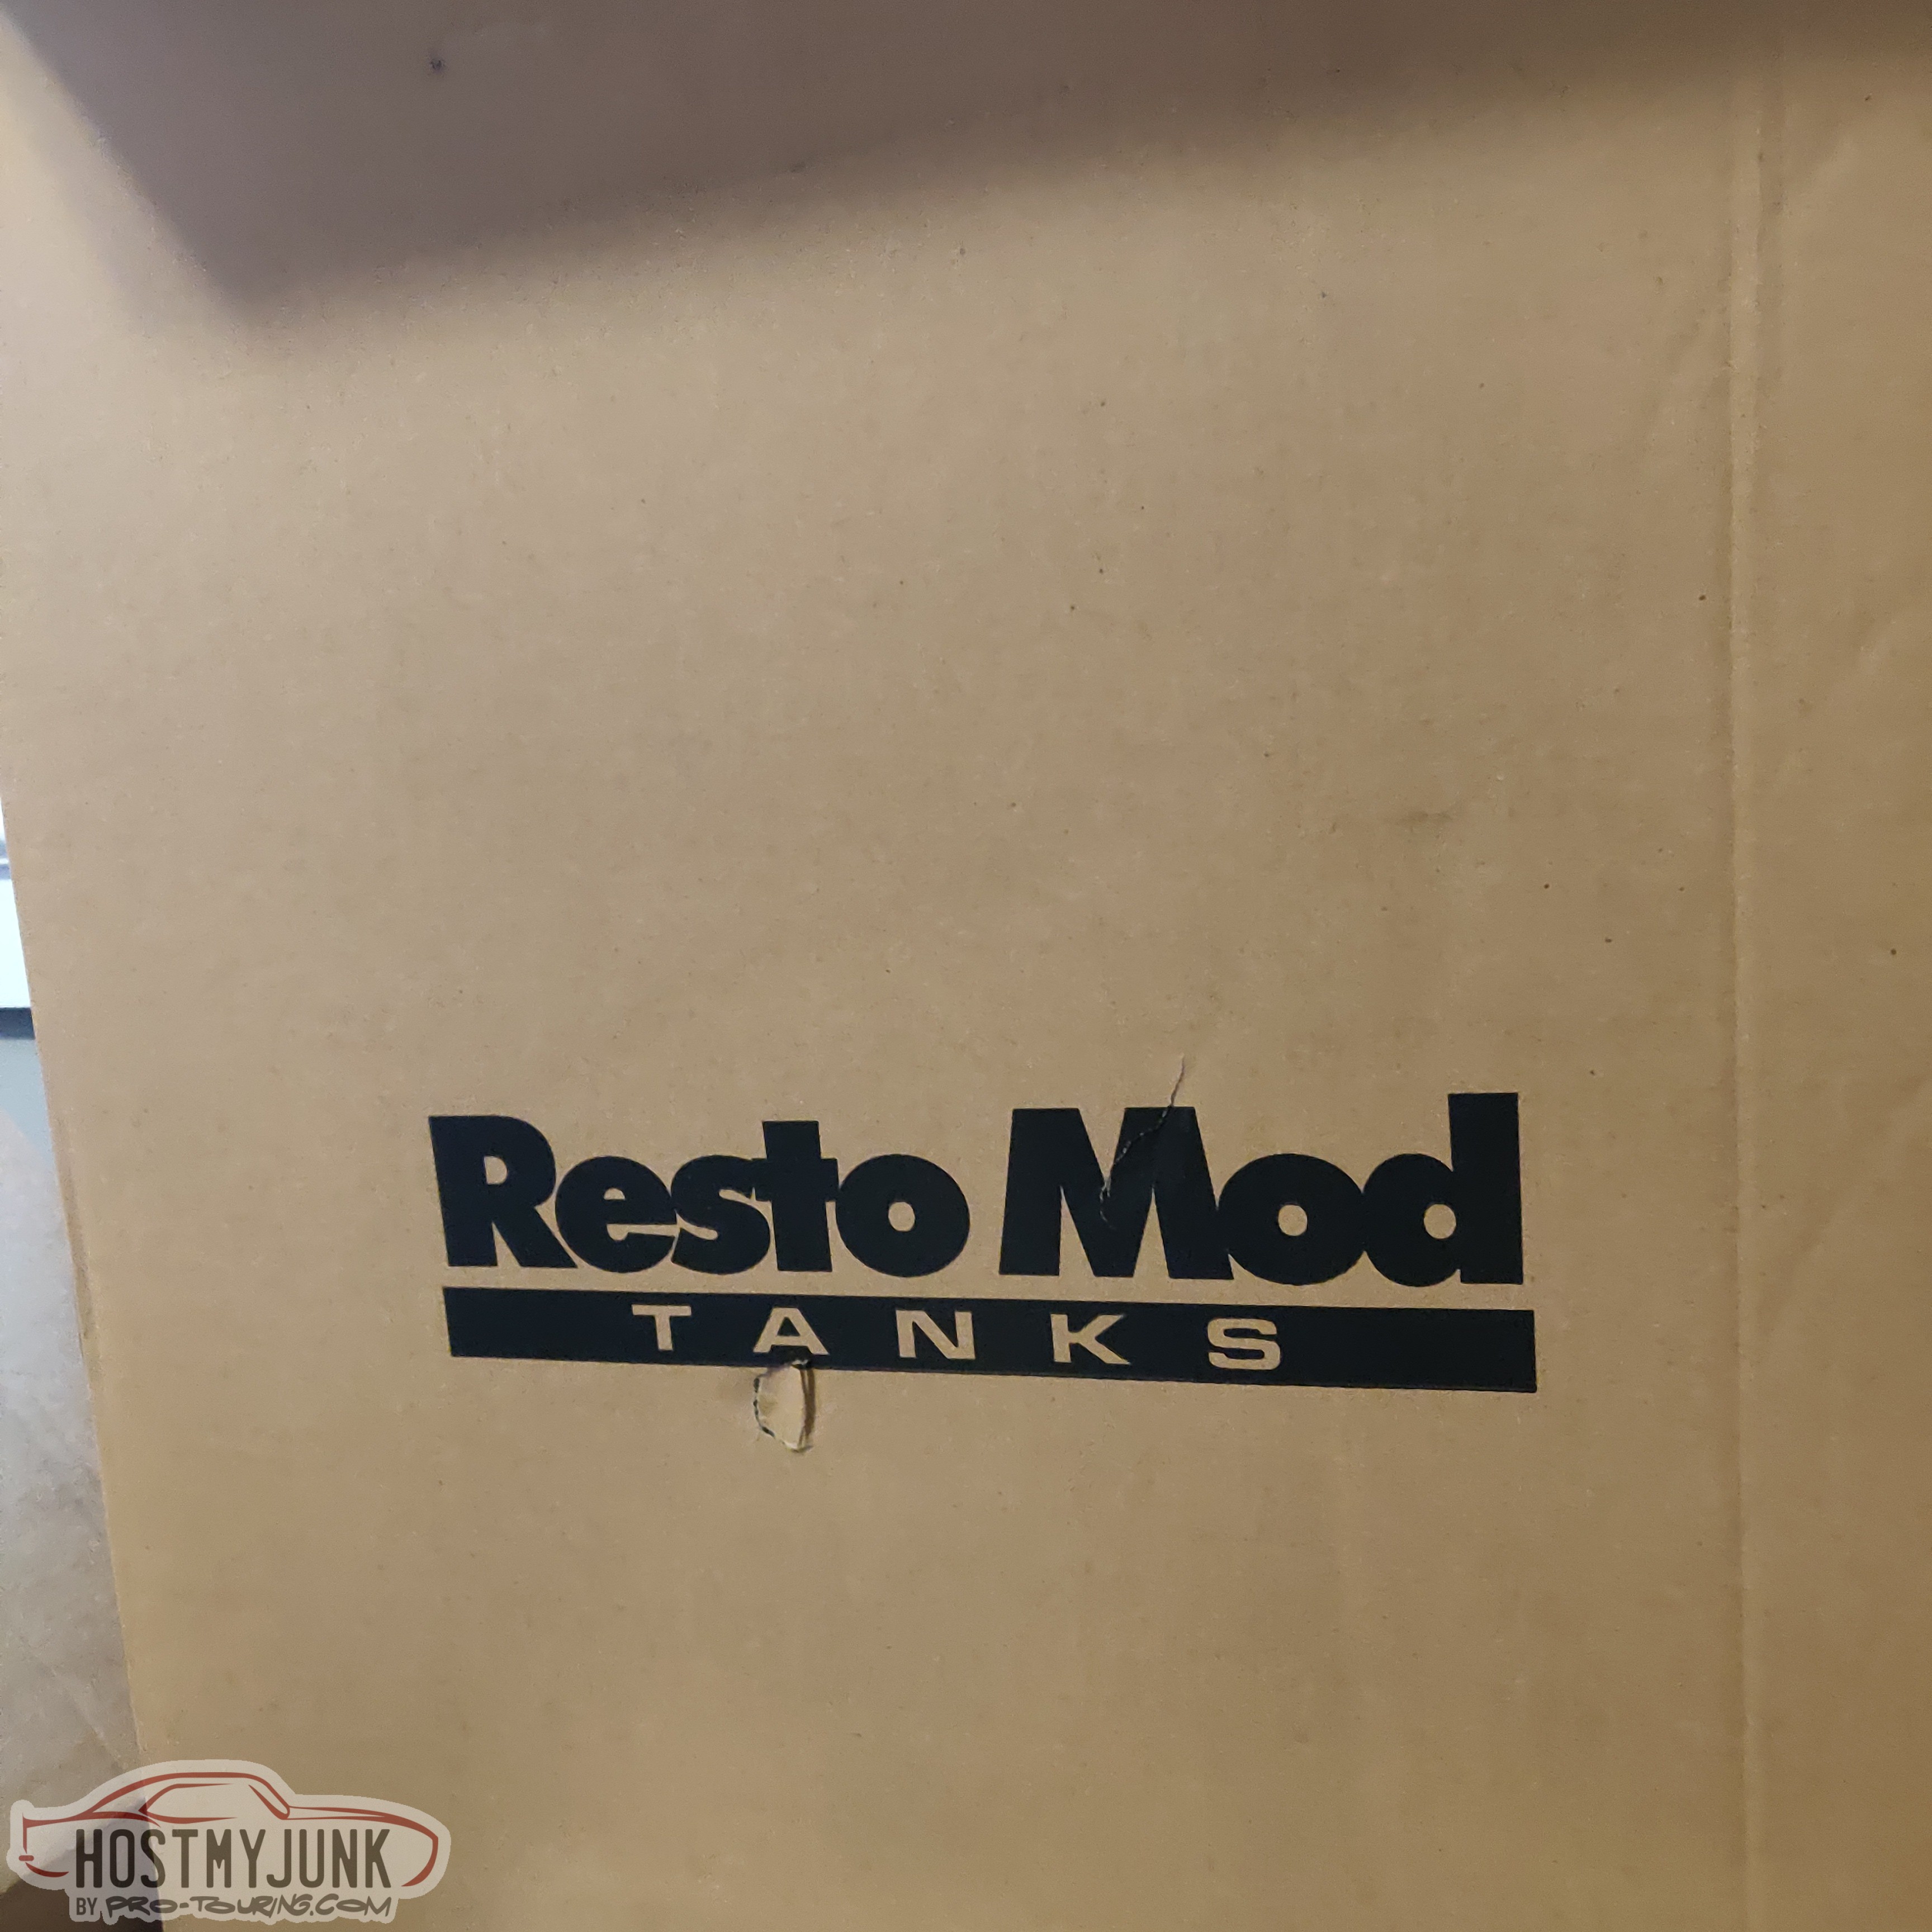 Resto Mod
TANKS
HOSTMYJUNK
BY PRO-TOURING.COM